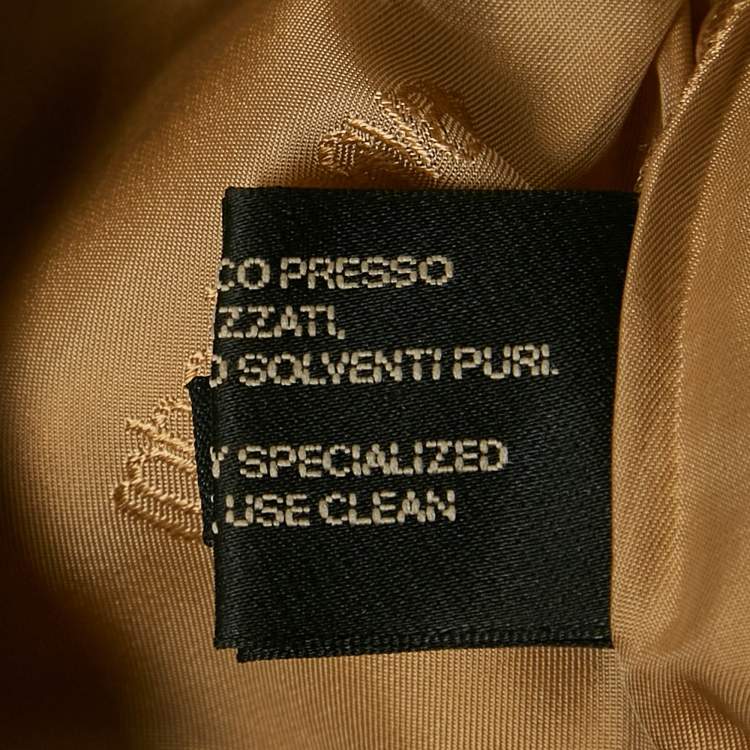 CO PRESSO
ZZATI,
O SOLVENTI PURI.
Y SPECIALIZED
, USE CLEAN